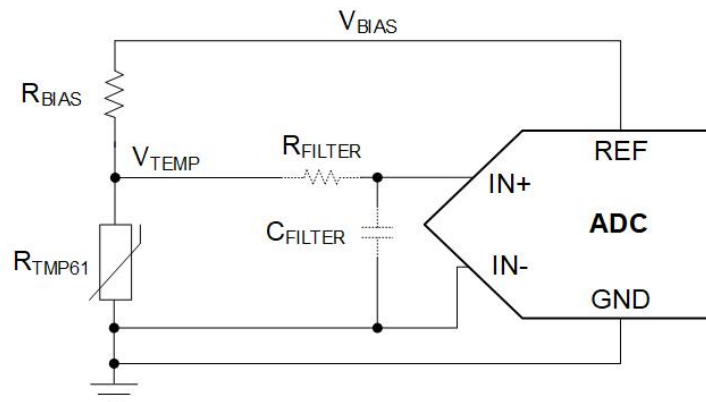 VBIAS
RBIAS
VTEMP
RFILTER
REF
IN+
CFILTER
ADC
RTMP61
IN-
GND